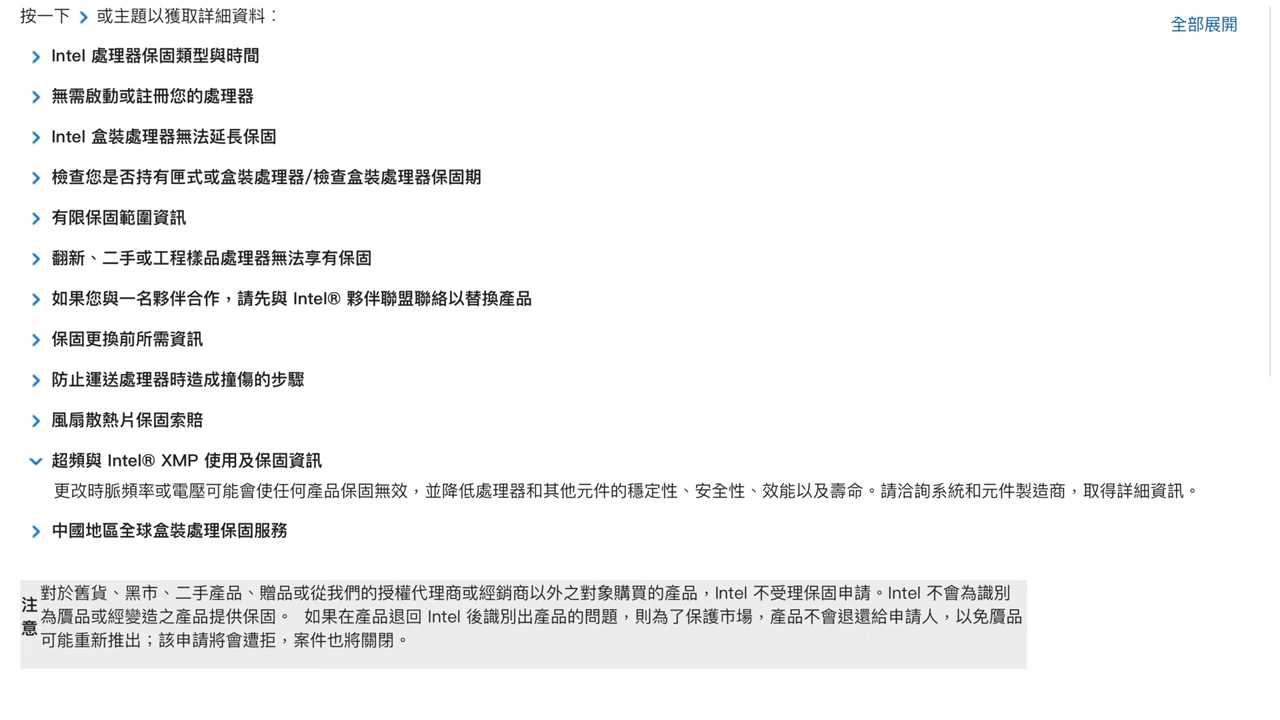 按一下 或主題以獲取詳細資料：
全部展開
Intel 處理器保固類型與時間
無需啟動或註冊您的處理器
Intel 盒裝處理器無法延長保固
檢查您是否持有匣式或盒裝處理器/檢查盒裝處理器保固期
有限保固範圍資訊
翻新、二手或工程樣品處理器無法享有保固
如果您與一名夥伴合作，請先與 Intel® 夥伴聯盟聯絡以替換產品
保固更換前所需資訊
防止運送處理器時造成撞傷的步驟
風扇散熱片保固索賠
超頻與 Intel® XMP 使用及保固資訊
更改時脈頻率或電壓可能會使任何產品保固無效，並降低處理器和其他元件的穩定性、安全性、效能以及壽命。請洽詢系統和元件製造商，取得詳細資訊。
中國地區全球盒裝處理保固服務
注意
對於舊貨、黑市、二手產品、贈品或從我們的授權代理商或經銷商以外之對象購買的產品，Intel 不受理保固申請。Intel 不會為識別
為贗品或經變造之產品提供保固。 如果在產品退回 Intel 後識別出產品的問題，則為了保護市場，產品不會退還給申請人，以免贗品
可能重新推出；該申請將會遭拒，案件也將關閉。